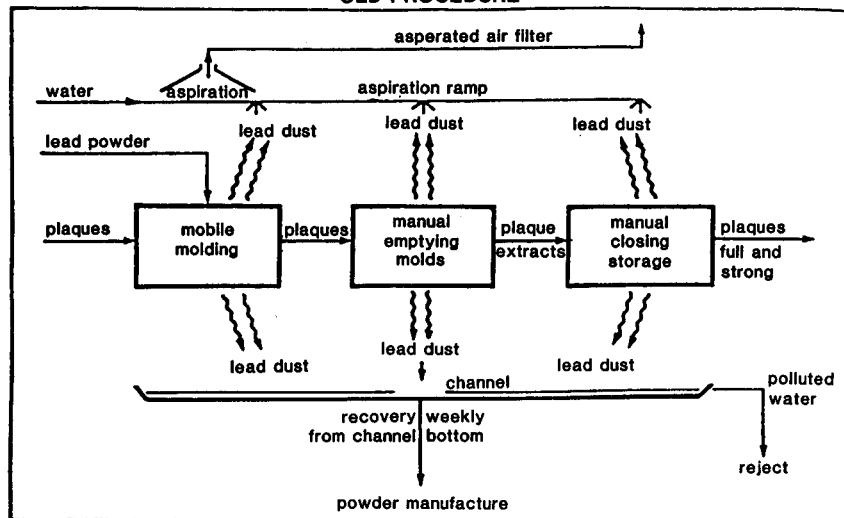 asperated air filter
aspiration
water
aspiration ramp
lead dust
lead dust
lead dust
lead powder
plaques
mobile
molding
plaques
manual
emptying
molds
plaque
extracts
manual
closing
storage
plaques
full and
strong
lead dust
lead dust
lead dust
channel
polluted
water
recovery weekly
from channel bottom
reject
powder manufacture